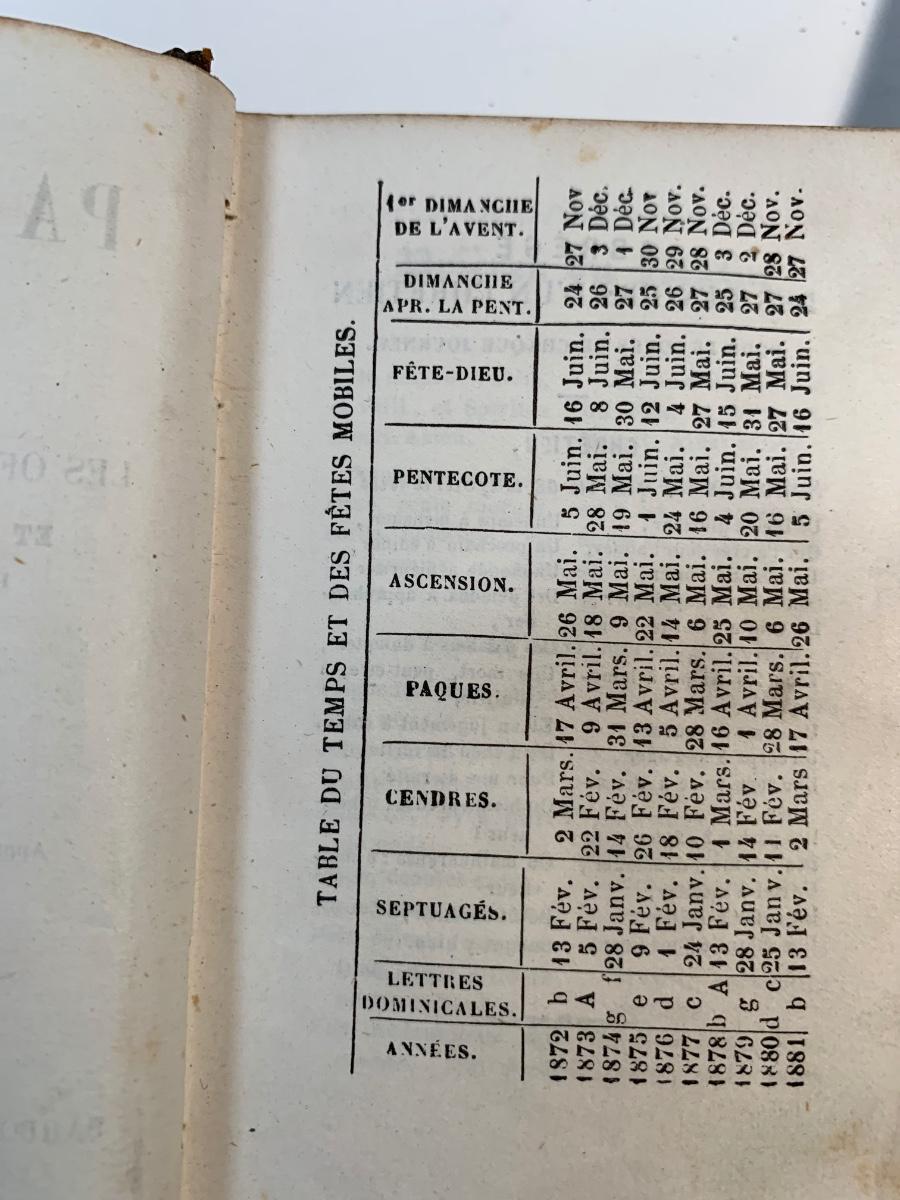 TABLE DU TEMPS ET DES FÊTES MOBILES.
ANNÉES. LETTRES DOMINICALES. SEPTUAGÉS. CENDRES. PAQUES. ASCENSION. PENTECOTE. FÊTE-DIEU. DIMANCHE APR. LA PENT. 1er DIMANCHE DE L'AVENT.
1872 b 13 Fév. 2 Mars. 17 Avril. 26 Mai. 5 Juin. 16 Juin. 24 27 Nov
1873 A 5 Fév. 22 Fév. 9 Avril. 18 Mai. 28 Mai. 8 Juin. 26 3 Déc.
1874 g f 28 Janv. 14 Fév. 31 Mars. 9 Mai. 19 Mai. 30 Mai. 27 1 Déc.
1875 e 9 Fév. 26 Fév. 13 Avril. 22 Mai. 1 Juin. 12 Juin. 25 30 Nov
1876 d 1 Fév. 18 Fév. 5 Avril. 14 Mai. 24 Mai. 4 Juin. 26 29 Nov.
1877 c 24 Janv. 10 Fév. 28 Mars. 6 Mai. 16 Mai. 27 Mai. 27 28 Nov.
1878 b A 13 Fév. 1 Mars. 16 Avril. 25 Mai. 4 Juin. 15 Juin. 25 3 Déc.
1879 g 28 Janv. 14 Fév. 1 Avril. 10 Mai. 20 Mai. 31 Mai. 27 2 Déc.
1880 d c 25 Janv. 11 Fév. 28 Mars. 6 Mai. 16 Mai. 27 Mai. 27 28 Nov.
1881 b 13 Fév. 2 Mars 17 Avril. 26 Mai. 5 Juin. 16 Juin. 24 27 Nov.